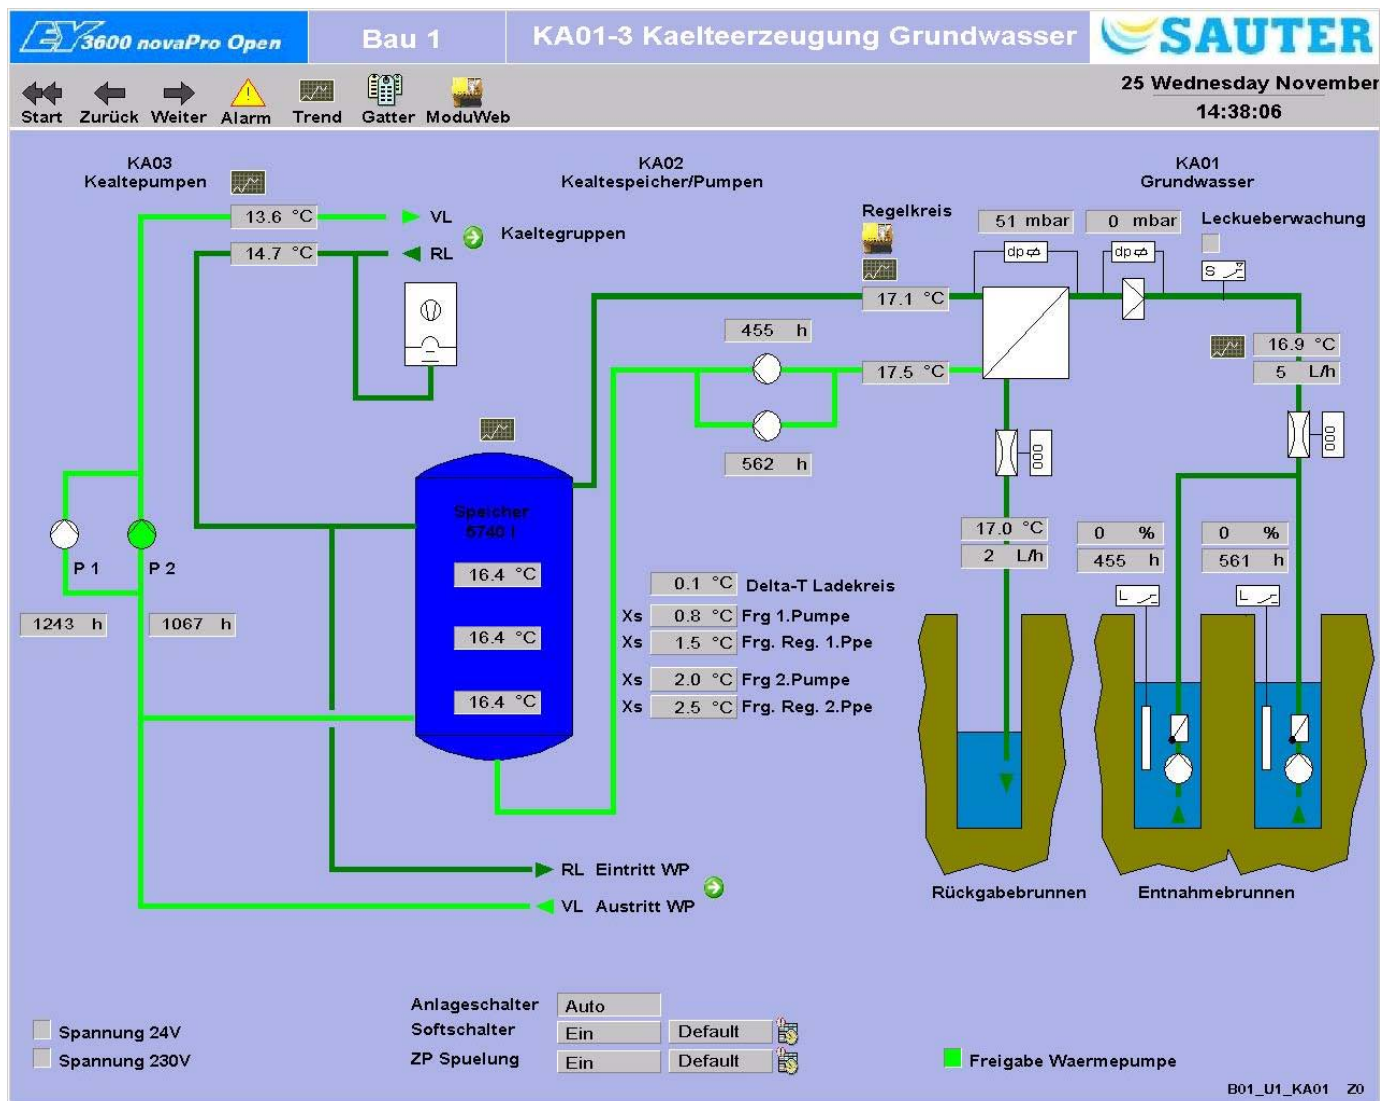 EY 3600 novaPro Open
Bau 1
KA01-3 Kaelteerzeugung Grundwasser
SAUTER
Start
Zurück
Weiter
Alarm
Trend
Gatter
ModuWeb
25 Wednesday November
14:38:06
KA03
Kealtepumpen
KA02
Kealtespeicher/Pumpen
KA01
Grundwasser
13.6 °C
VL
14.7 °C
RL
Kaeltegruppen
Regelkreis
51 mbar
0 mbar
Leckueberwachung
dp
dp
S
17.1 °C
455 h
17.5 °C
562 h
16.9 °C
5 L/h
000
000
Speicher
5740 l
16.4 °C
16.4 °C
16.4 °C
P 1
P 2
1243 h
1067 h
17.0 °C
2 L/h
0 %
455 h
0 %
561 h
L
L
0.1 °C Delta-T Ladekreis
Xs 0.8 °C Frg 1.Pumpe
Xs 1.5 °C Frg. Reg. 1.Ppe
Xs 2.0 °C Frg 2.Pumpe
Xs 2.5 °C Frg. Reg. 2.Ppe
RL Eintritt WP
VL Austritt WP
Rückgabebrunnen
Entnahmebrunnen
Spannung 24V
Spannung 230V
Anlageschalter Auto
Softschalter Ein Default
ZP Spuelung Ein Default
Freigabe Waermepumpe
B01_U1_KA01 Z0